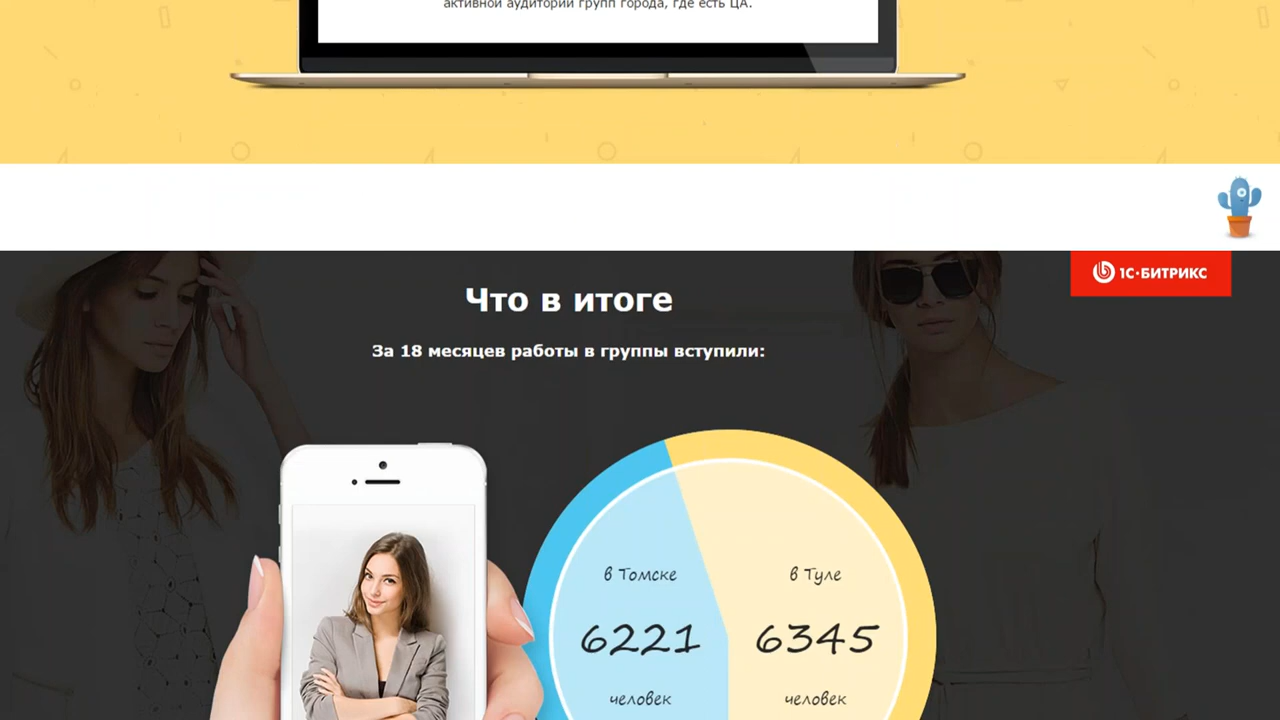 активной аудитории групп города, где есть ЦА.
1С·БИТРИКС
Что в итоге
За 18 месяцев работы в группы вступили:
в Томске
6221
человек
в Туле
6345
человек